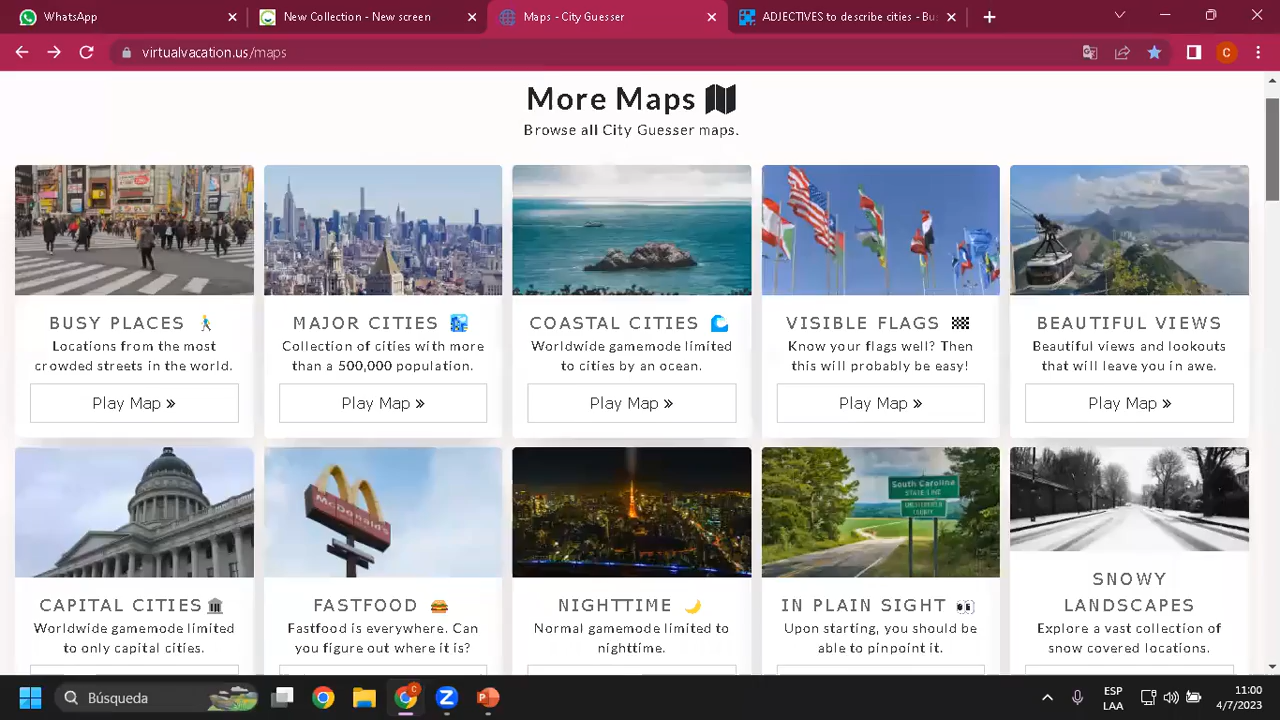 WhatsApp
New Collection - New screen
Maps - City Guesser
ADJECTIVES to describe cities - Bu
virtualvacation.us/maps
C
More Maps
Browse all City Guesser maps.
BUSY PLACES
Locations from the most
crowded streets in the world.
Play Map »
MAJOR CITIES
Collection of cities with more
than a 500,000 population.
Play Map »
COASTAL CITIES
Worldwide gamemode limited
to cities by an ocean.
Play Map »
VISIBLE FLAGS
Know your flags well? Then
this will probably be easy!
Play Map »
BEAUTIFUL VIEWS
Beautiful views and lookouts
that will leave you in awe.
Play Map »
CAPITAL CITIES
Worldwide gamemode limited
to only capital cities.
McDonald's
FASTFOOD
Fastfood is everywhere. Can
you figure out where it is?
NIGHTTIME
Normal gamemode limited to
nighttime.
South Carolina
STATE LINE
IN PLAIN SIGHT
Upon starting, you should be
able to pinpoint it.
SNOWY
LANDSCAPES
Explore a vast collection of
snow covered locations.
Búsqueda
ESP
LAA
11:00
4/7/2023